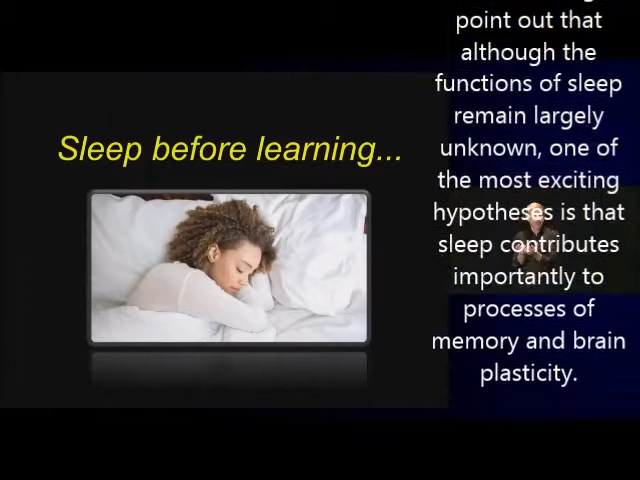 Sleep before learning...
point out that
although the
functions of sleep
remain largely
unknown, one of
the most exciting
hypotheses is that
sleep contributes
importantly to
processes of
memory and brain
plasticity.